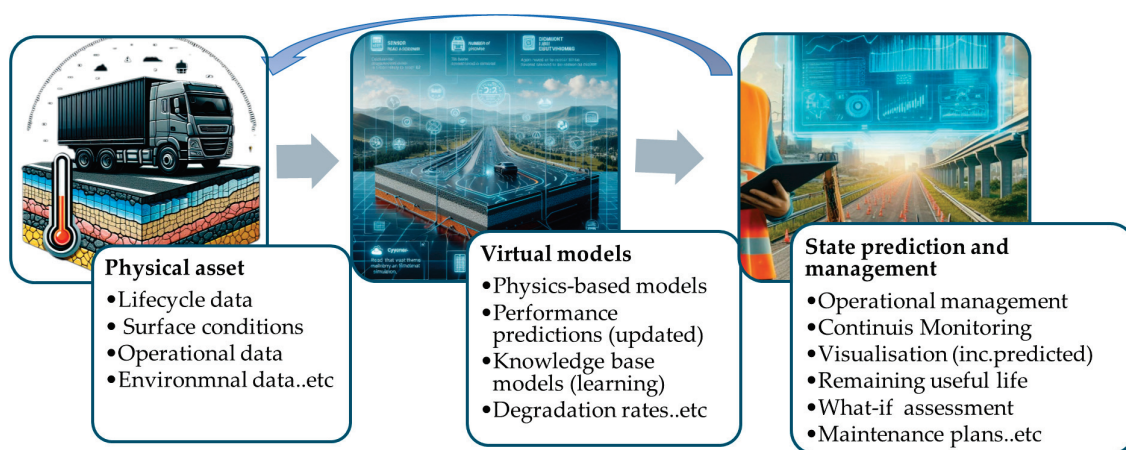 Physical asset
•Lifecycle data
• Surface conditions
•Operational data
•Environmnal data..etc
Virtual models
•Physics-based models
•Performance
predictions (updated)
•Knowledge base
models (learning)
•Degradation rates..etc
State prediction and
management
•Operational management
•Continuis Monitoring
•Visualisation (inc.predicted)
•Remaining useful life
•What-if assessment
•Maintenance plans..etc